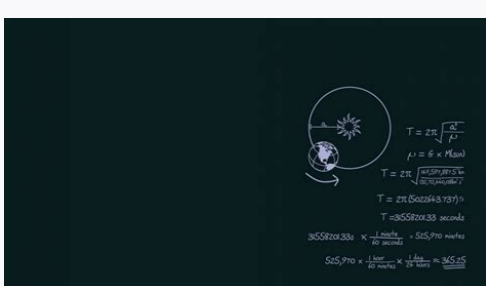 a
T = 2π √a³/μ
μ = G × M(sun)
T = 2π
T = 2π (5022643.737) s
T = 31558201.33 seconds
31558201.33s × 1 minute/60 seconds = 525,970 minutes
525,970 × 1 hour/60 minutes × 1 day/24 hours ≈ 365.25